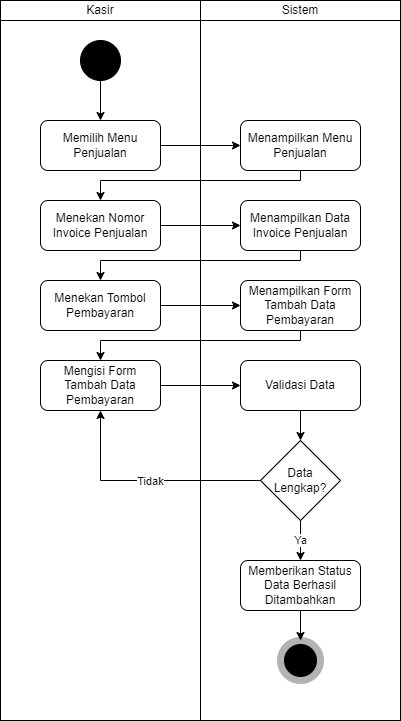 Kasir
Sistem
Memilih Menu
Penjualan
Menampilkan Menu
Penjualan
Menekan Nomor
Invoice Penjualan
Menampilkan Data
Invoice Penjualan
Menekan Tombol
Pembayaran
Menampilkan Form
Tambah Data
Pembayaran
Mengisi Form
Tambah Data
Pembayaran
Validasi Data
Data
Lengkap?
Tidak
Ya
Memberikan Status
Data Berhasil
Ditambahkan